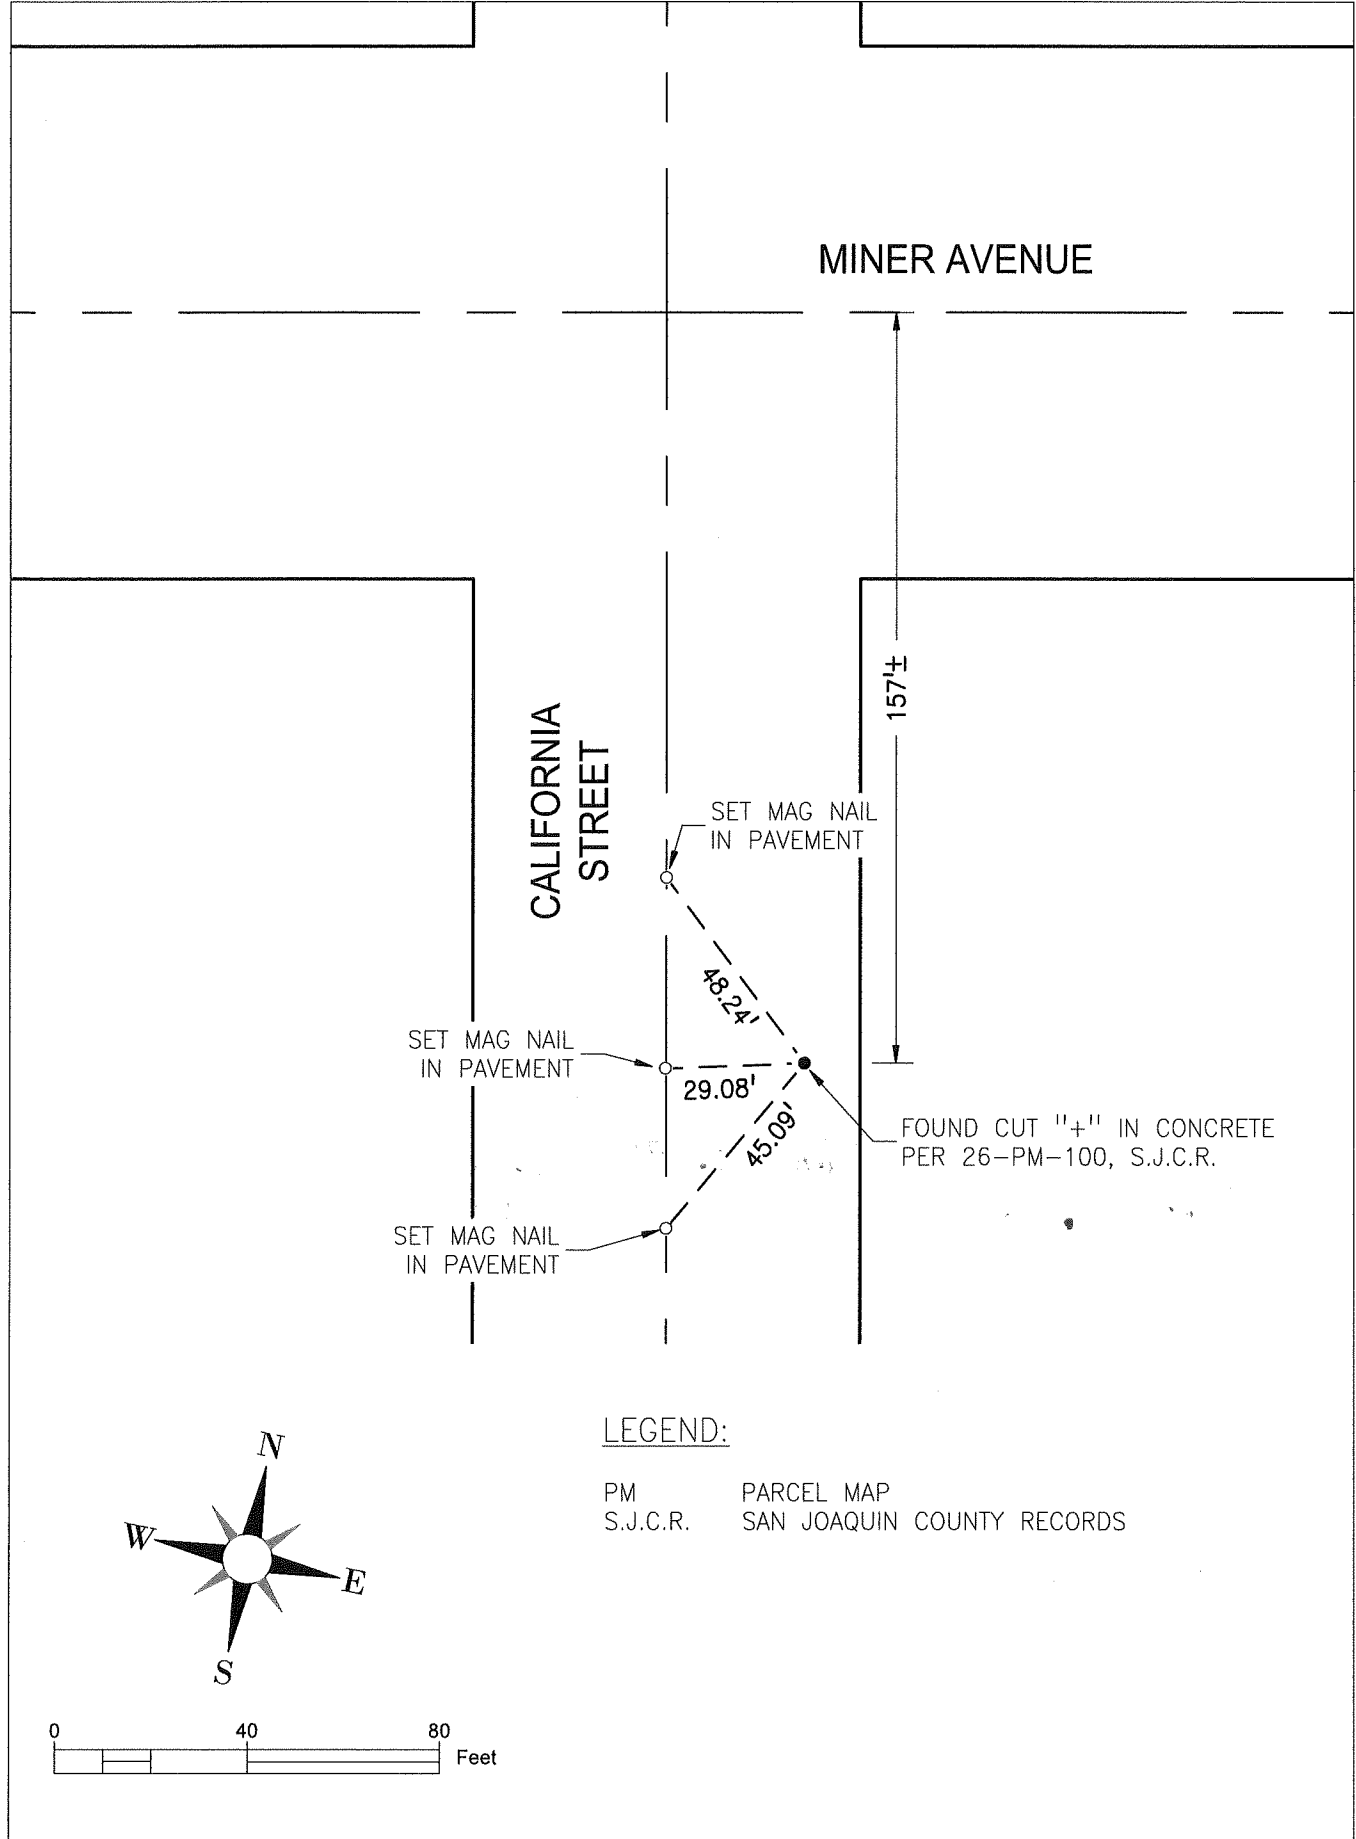 MINER AVENUE
157'±
CALIFORNIA
STREET
SET MAG NAIL
IN PAVEMENT
48.24'
SET MAG NAIL
IN PAVEMENT
29.08'
45.09'
FOUND CUT "+" IN CONCRETE
PER 26-PM-100, S.J.C.R.
SET MAG NAIL
IN PAVEMENT
LEGEND:
PM PARCEL MAP
S.J.C.R. SAN JOAQUIN COUNTY RECORDS
N
W
E
S
0 40 80
Feet